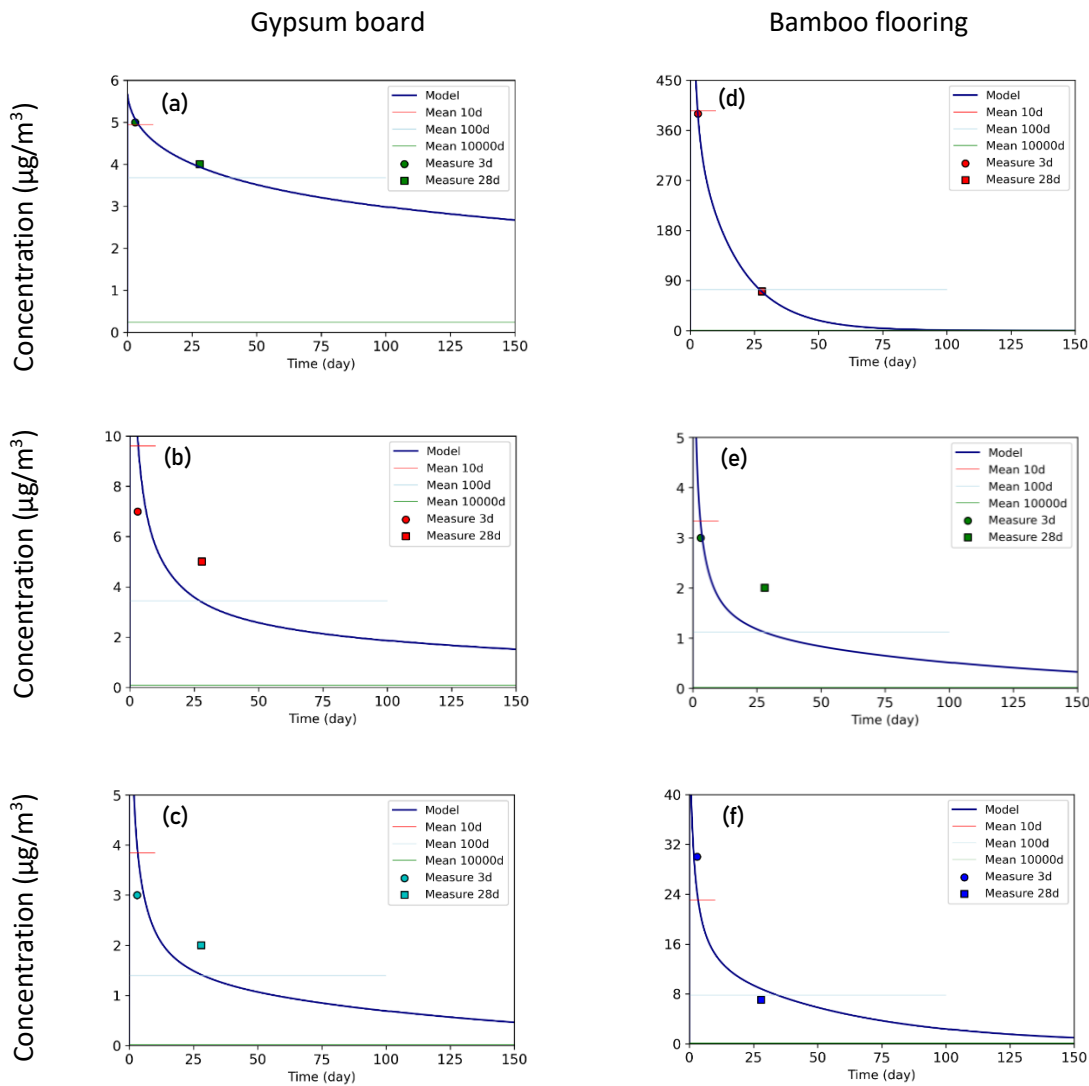 Gypsum board
Bamboo flooring
Concentration (µg/m³)
(a)
6
5
4
3
2
1
0
0 25 50 75 100 125 150
Time (day)
Model
Mean 10d
Mean 100d
Mean 10000d
Measure 3d
Measure 28d
(d)
450
360
270
180
90
0
0 25 50 75 100 125 150
Time (day)
Model
Mean 10d
Mean 100d
Mean 10000d
Measure 3d
Measure 28d
Concentration (µg/m³)
(b)
10
8
6
4
2
0
0 25 50 75 100 125 150
Time (day)
Model
Mean 10d
Mean 100d
Mean 10000d
Measure 3d
Measure 28d
(e)
5
4
3
2
1
0
0 25 50 75 100 125 150
Time (day)
Model
Mean 10d
Mean 100d
Mean 10000d
Measure 3d
Measure 28d
Concentration (µg/m³)
(c)
5
4
3
2
1
0
0 25 50 75 100 125 150
Time (day)
Model
Mean 10d
Mean 100d
Mean 10000d
Measure 3d
Measure 28d
(f)
40
32
24
16
8
0
0 25 50 75 100 125 150
Time (day)
Model
Mean 10d
Mean 100d
Mean 10000d
Measure 3d
Measure 28d